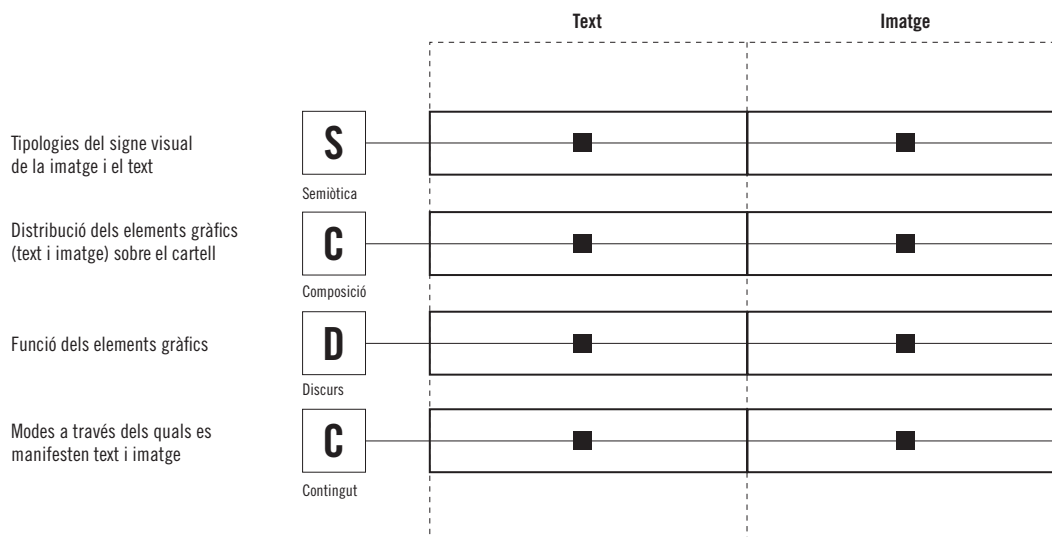 Text
Imatge
Tipologies del signe visual
de la imatge i el text
S
Semiòtica
Distribució dels elements gràfics
(text i imatge) sobre el cartell
C
Composició
Funció dels elements gràfics
D
Discurs
Modes a través dels quals es
manifesten text i imatge
C
Contingut